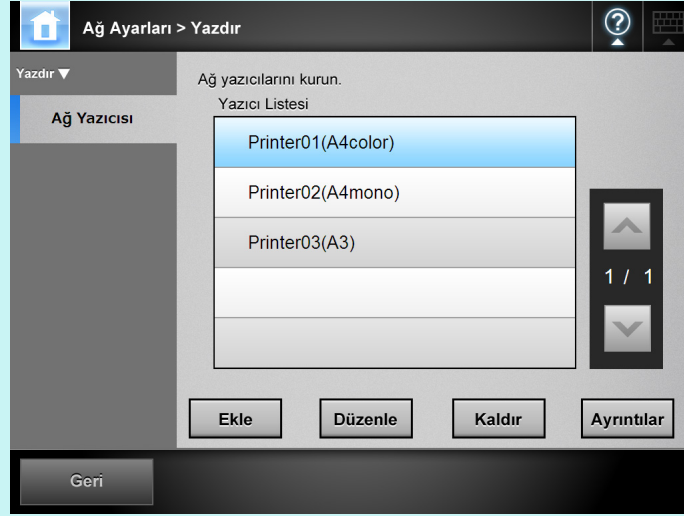 Ağ Ayarları > Yazdır
?
Yazdır ▼
Ağ Yazıcısı
Ağ yazıcılarını kurun.
Yazıcı Listesi
Printer01(A4color)
Printer02(A4mono)
Printer03(A3)
1 / 1
Ekle Düzenle Kaldır Ayrıntılar
Geri